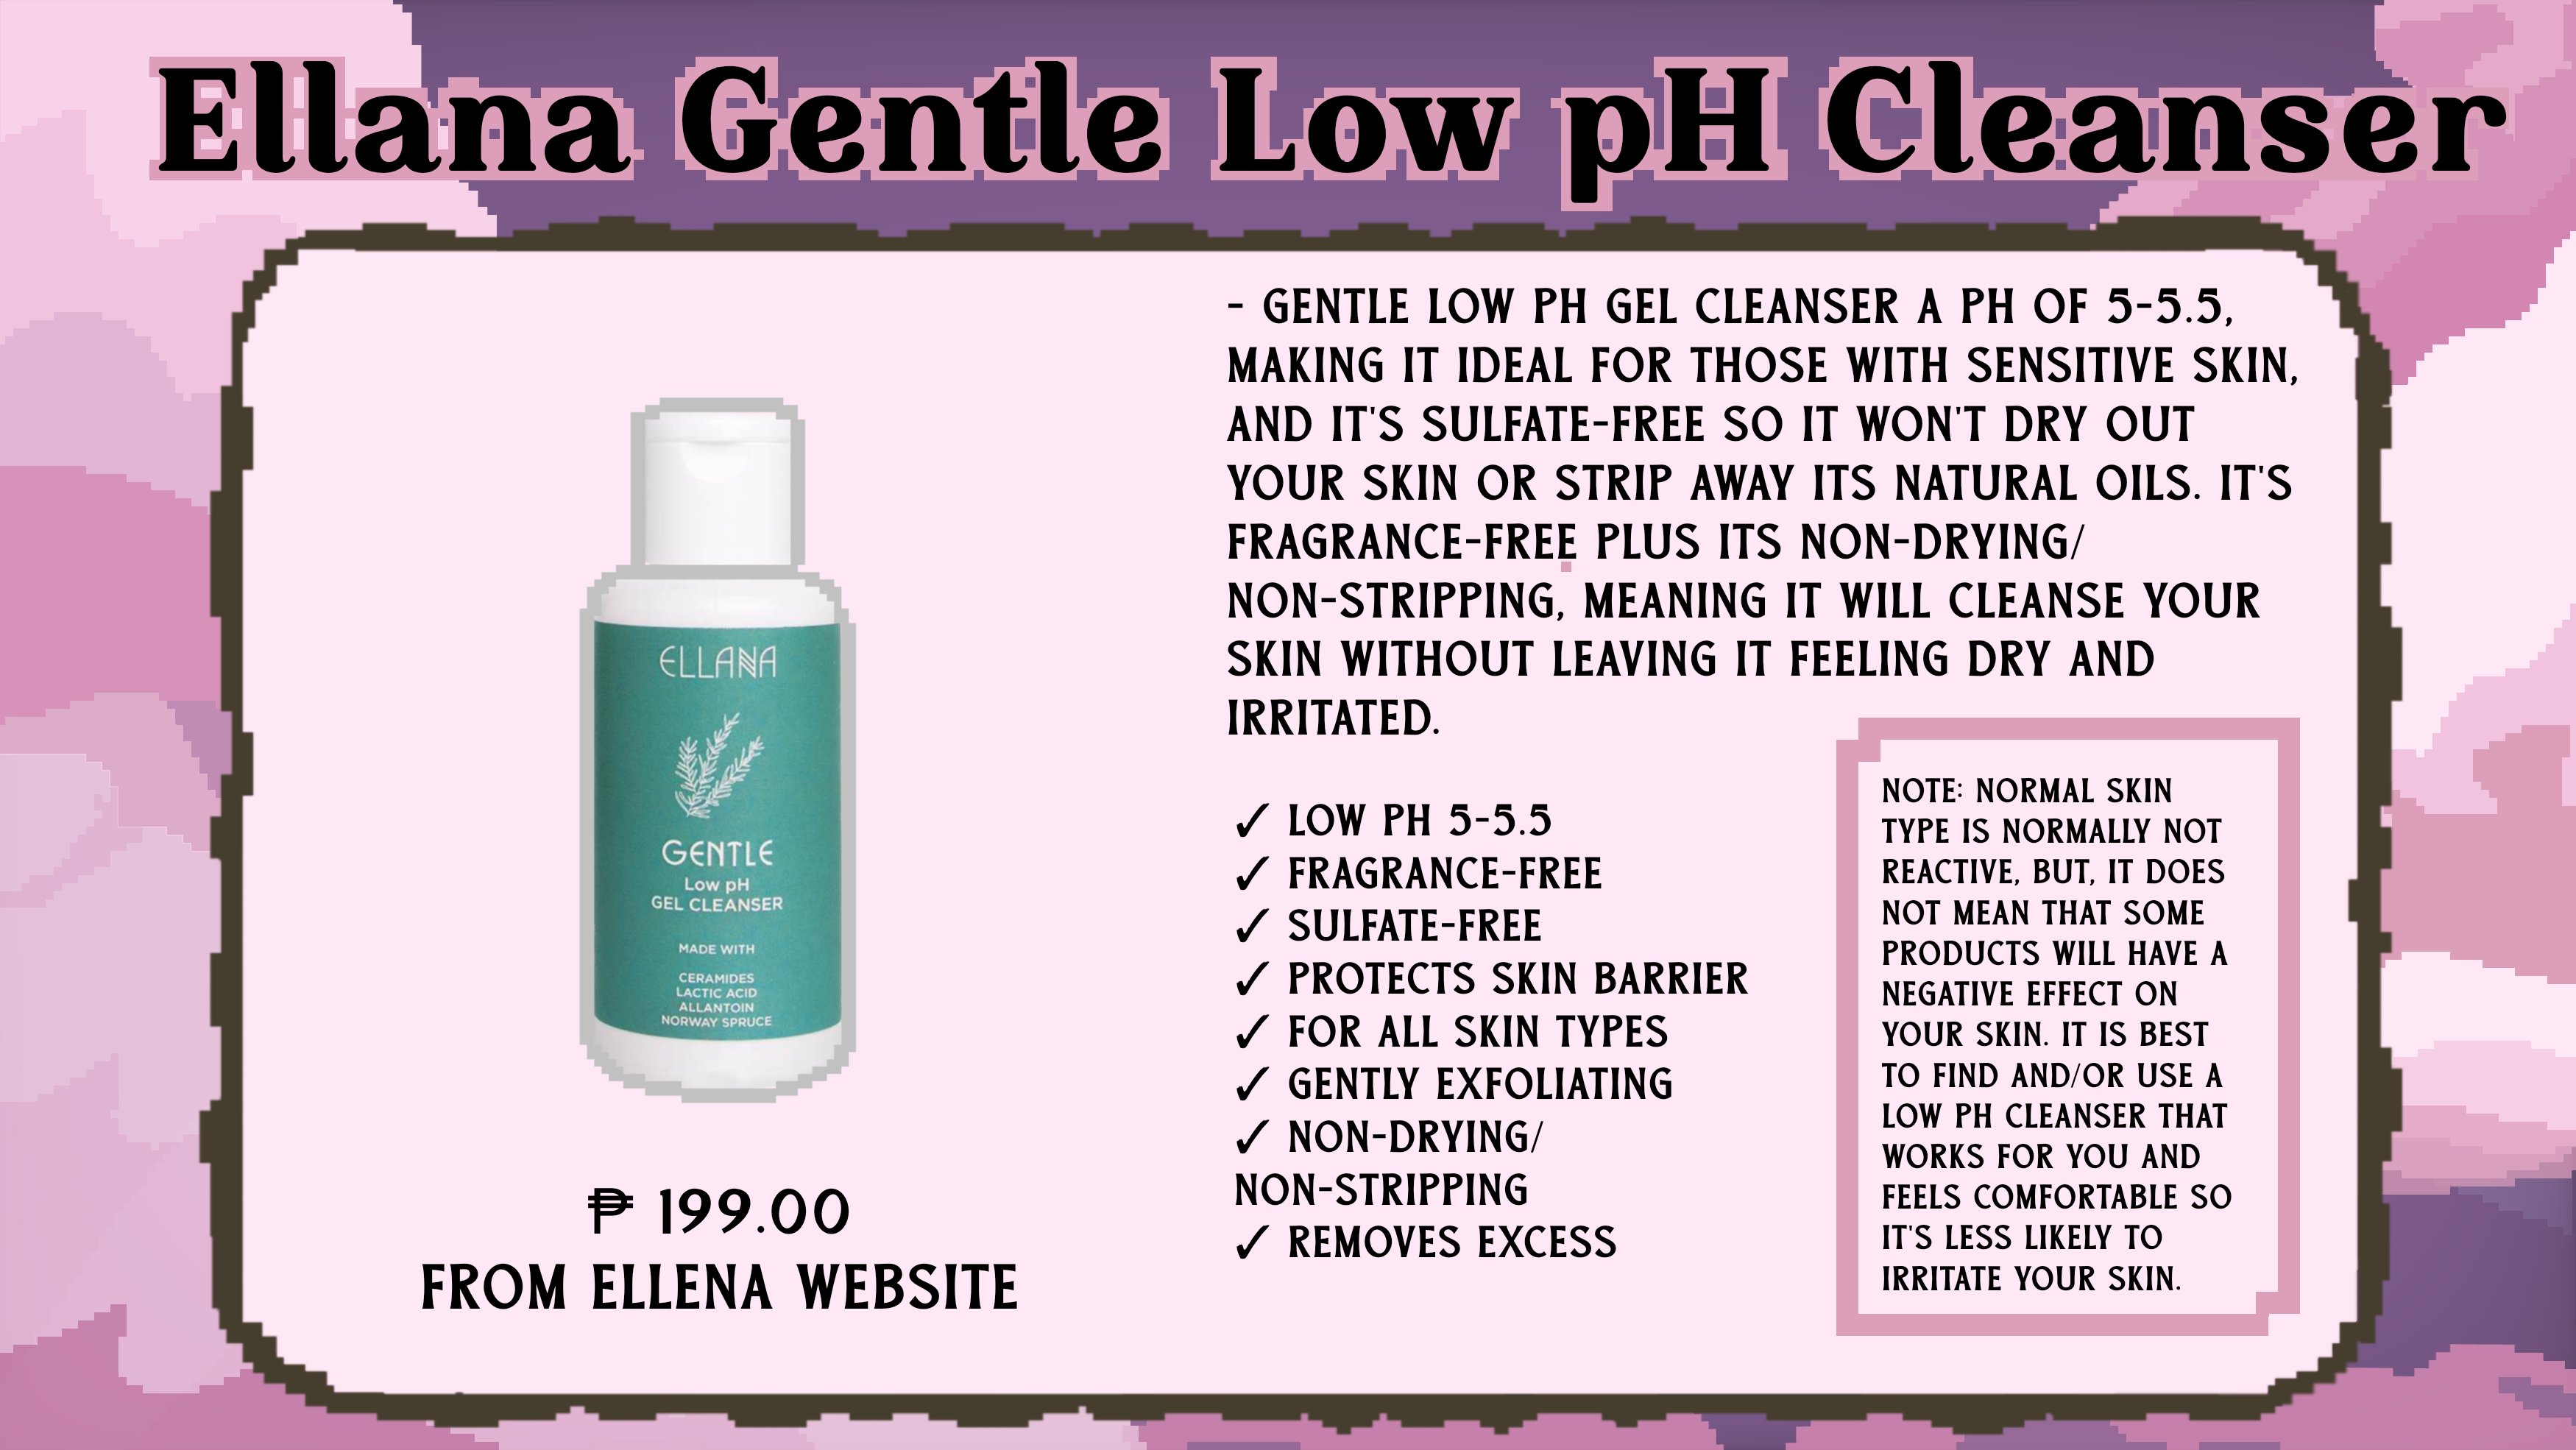 Ellana Gentle Low pH Cleanser
- GENTLE LOW PH GEL CLEANSER A PH OF 5-5.5,
MAKING IT IDEAL FOR THOSE WITH SENSITIVE SKIN,
AND IT'S SULFATE-FREE SO IT WON'T DRY OUT
YOUR SKIN OR STRIP AWAY ITS NATURAL OILS. IT'S
FRAGRANCE-FREE PLUS ITS NON-DRYING/
NON-STRIPPING, MEANING IT WILL CLEANSE YOUR
SKIN WITHOUT LEAVING IT FEELING DRY AND
IRRITATED.
ELLANA
GENTLE
Low pH
GEL CLEANSER
MADE WITH
CERAMIDES
LACTIC ACID
ALLANTOIN
NORWAY SPRUCE
₱ 199.00
FROM ELLENA WEBSITE
✓ LOW PH 5-5.5
✓ FRAGRANCE-FREE
✓ SULFATE-FREE
✓ PROTECTS SKIN BARRIER
✓ FOR ALL SKIN TYPES
✓ GENTLY EXFOLIATING
✓ NON-DRYING/
NON-STRIPPING
✓ REMOVES EXCESS
NOTE: NORMAL SKIN
TYPE IS NORMALLY NOT
REACTIVE, BUT, IT DOES
NOT MEAN THAT SOME
PRODUCTS WILL HAVE A
NEGATIVE EFFECT ON
YOUR SKIN. IT IS BEST
TO FIND AND/OR USE A
LOW PH CLEANSER THAT
WORKS FOR YOU AND
FEELS COMFORTABLE SO
IT'S LESS LIKELY TO
IRRITATE YOUR SKIN.